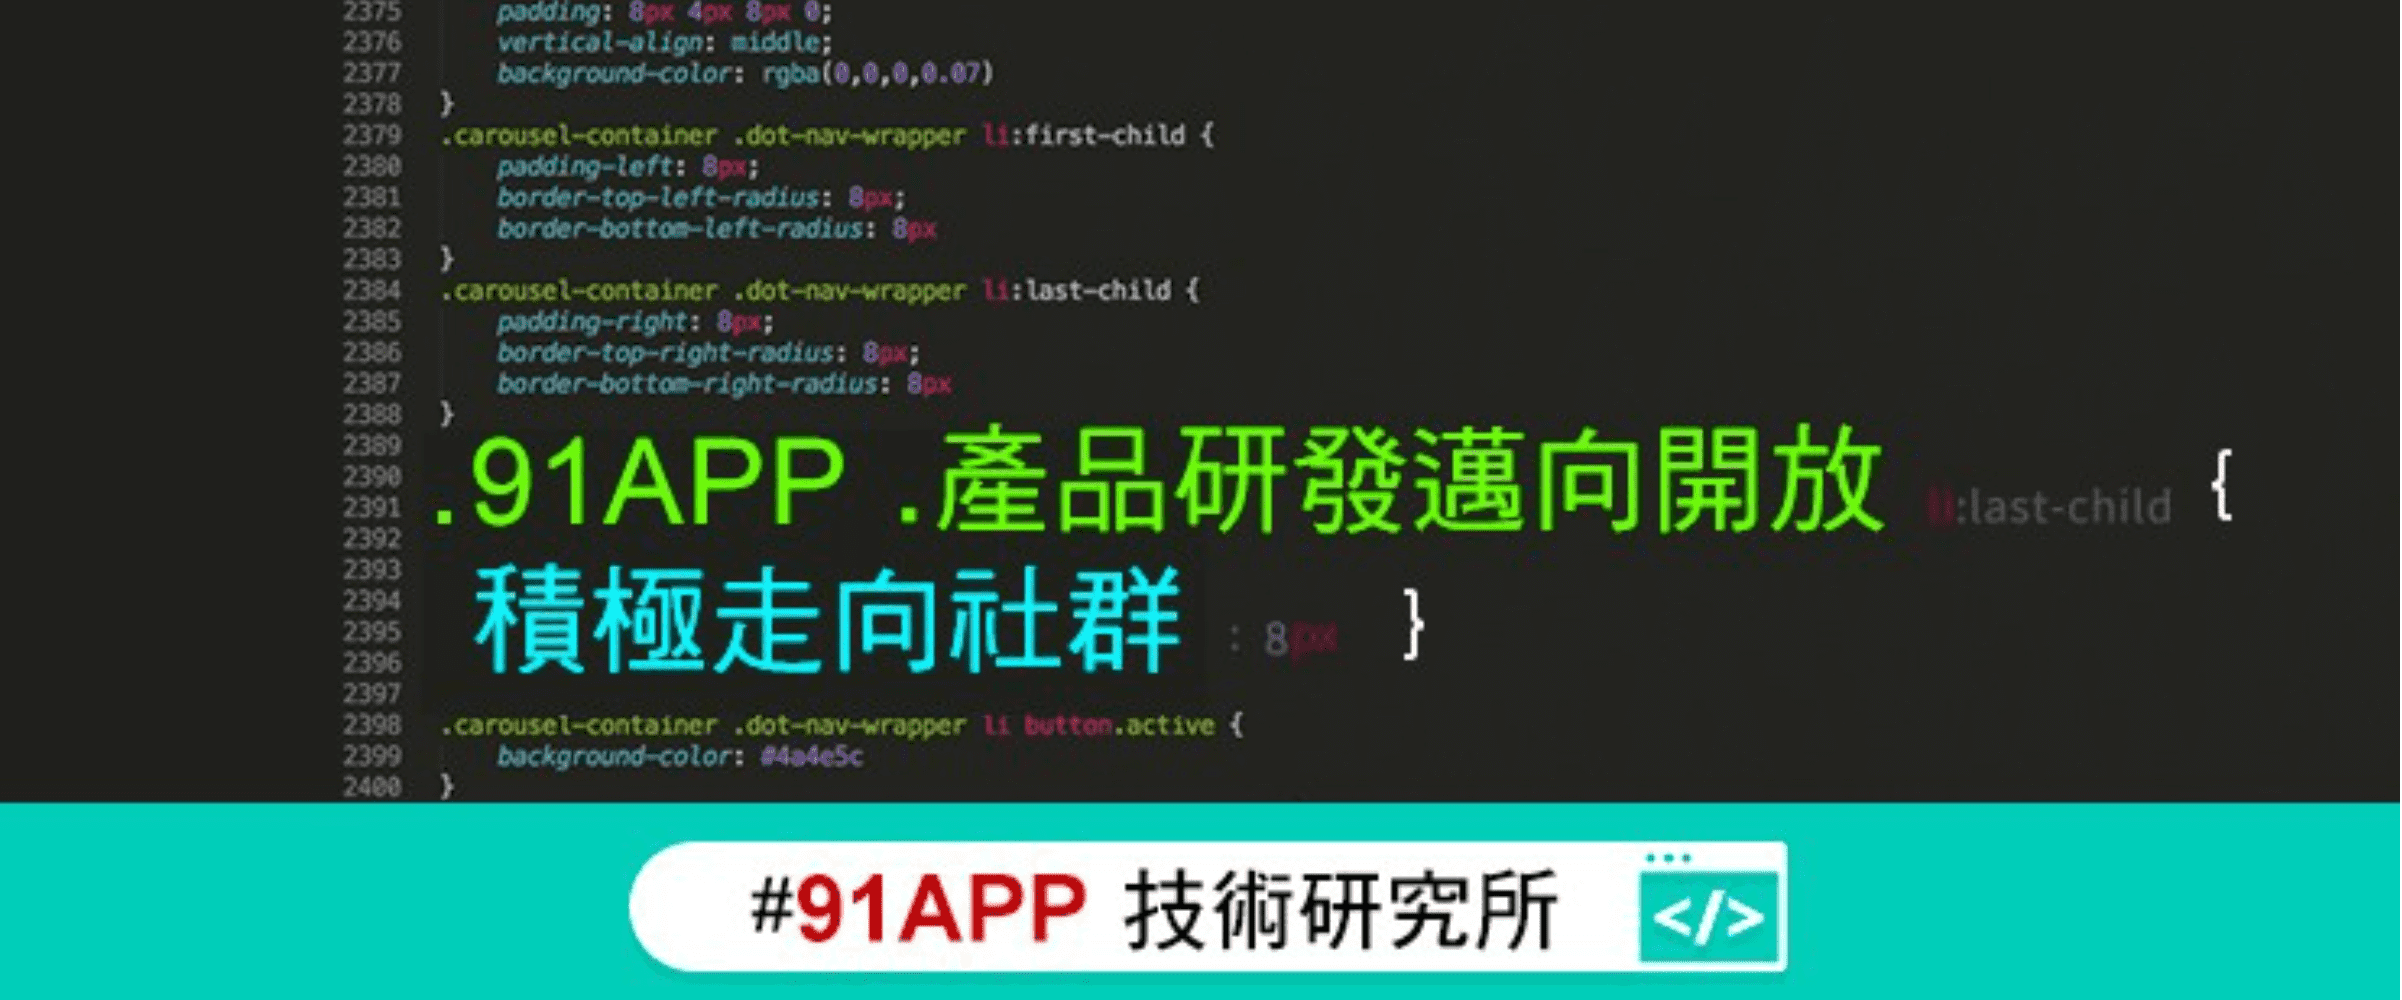 2375 padding: 8px 4px 8px 0;
2376 vertical-align: middle;
2377 background-color: rgba(0,0,0,0.07)
2378 }
2379 .carousel-container .dot-nav-wrapper li:first-child {
2380 padding-left: 8px;
2381 border-top-left-radius: 8px;
2382 border-bottom-left-radius: 8px
2383 }
2384 .carousel-container .dot-nav-wrapper li:last-child {
2385 padding-right: 8px;
2386 border-top-right-radius: 8px;
2387 border-bottom-right-radius: 8px
2388 }
2389
2390
.91APP .產品研發邁向開放 li:last-child {
2391
2392
2393
2394
積極走向社群 : 8px }
2395
2396
2397
2398 .carousel-container .dot-nav-wrapper li button.active {
2399 background-color: #4a4e5c
2400 }
#91APP 技術研究所 </>